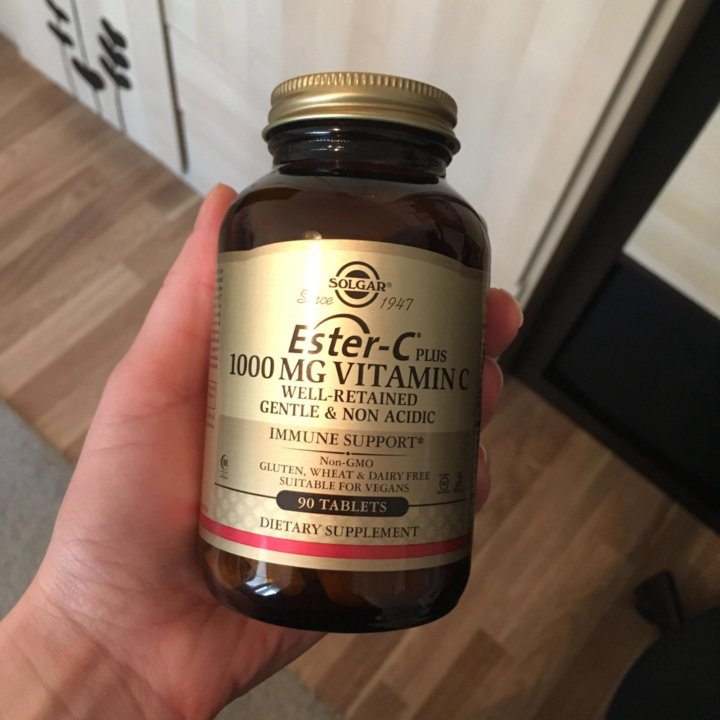 SOLGAR®
Since 1947
Ester-C® PLUS
1000 MG VITAMIN C
WELL-RETAINED
GENTLE & NON ACIDIC
IMMUNE SUPPORT*
NON-GMO
GLUTEN, WHEAT & DAIRY FREE
SUITABLE FOR VEGANS
90 TABLETS
DIETARY SUPPLEMENT